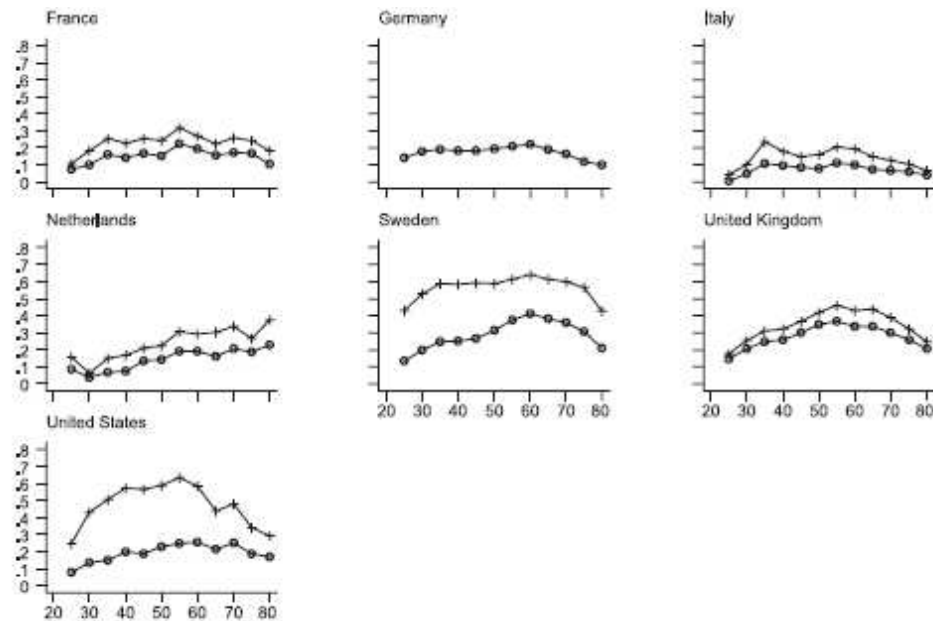 France Germany Italy
.8 .7 .6 .5 .4 .3 .2 .1 0
Netherlands Sweden United Kingdom
.8 .7 .6 .5 .4 .3 .2 .1 0
20 30 40 50 60 70 80 20 30 40 50 60 70 80
United States
.8 .7 .6 .5 .4 .3 .2 .1 0
20 30 40 50 60 70 80